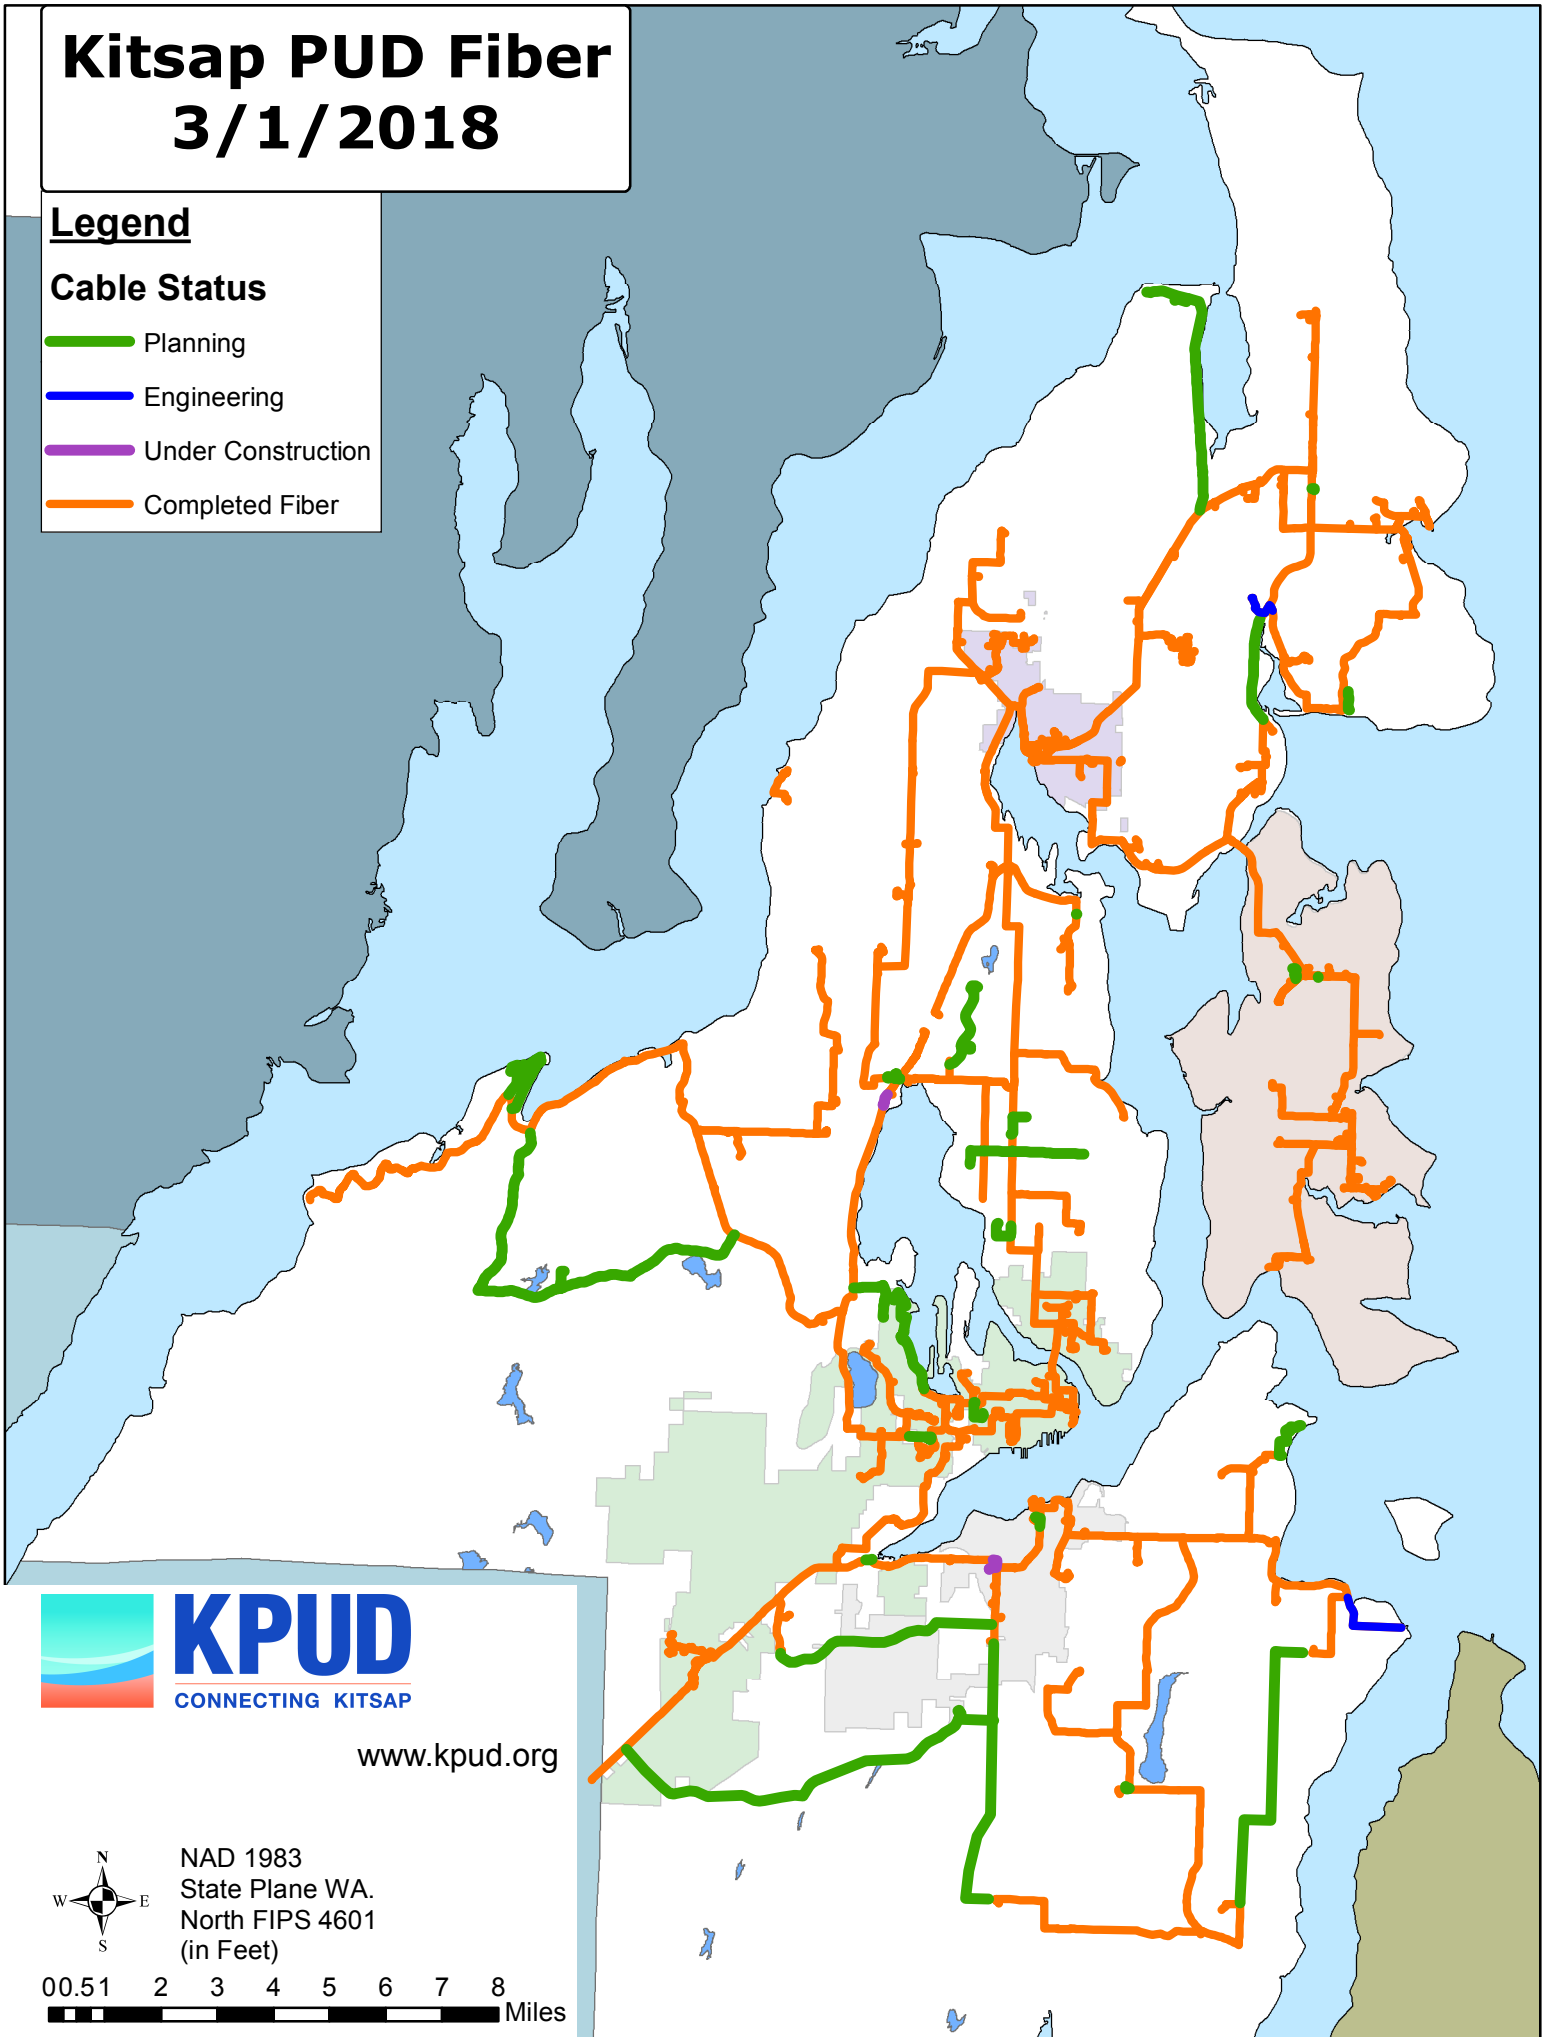 Kitsap PUD Fiber
3/1/2018
Legend
Cable Status
Planning
Engineering
Under Construction
Completed Fiber
KPUD
CONNECTING KITSAP
www.kpud.org
N
W E
S
NAD 1983
State Plane WA.
North FIPS 4601
(in Feet)
0 0.5 1 2 3 4 5 6 7 8
Miles